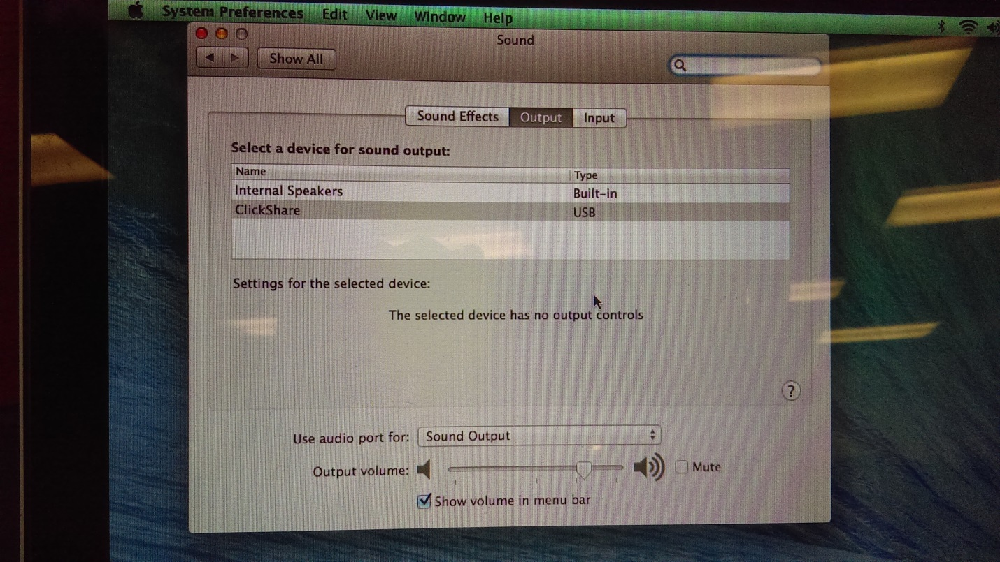 System Preferences Edit View Window Help
Sound
Show All
Sound Effects Output Input
Select a device for sound output:
Name Type
Internal Speakers Built-in
ClickShare USB
Settings for the selected device:
The selected device has no output controls
?
Use audio port for: Sound Output
Output volume: Mute
Show volume in menu bar